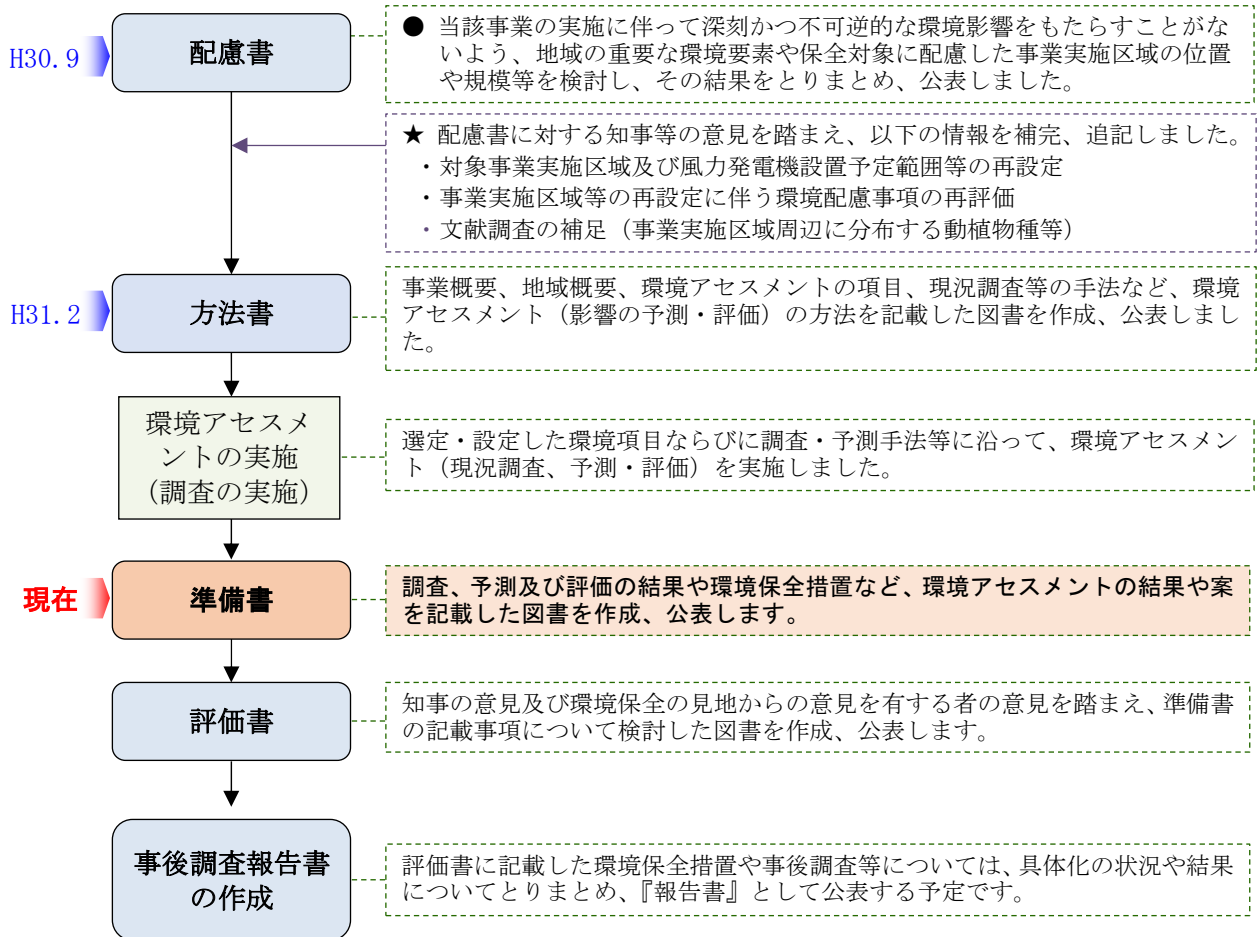 H30.9
配慮書
● 当該事業の実施に伴って深刻かつ不可逆的な環境影響をもたらすことがな
いよう、地域の重要な環境要素や保全対象に配慮した事業実施区域の位置
や規模等を検討し、その結果をとりまとめ、公表しました。
★ 配慮書に対する知事等の意見を踏まえ、以下の情報を補完、追記しました。
・対象事業実施区域及び風力発電機設置予定範囲等の再設定
・事業実施区域等の再設定に伴う環境配慮事項の再評価
・文献調査の補足（事業実施区域周辺に分布する動植物種等）
H31.2
方法書
事業概要、地域概要、環境アセスメントの項目、現況調査等の手法など、環境
アセスメント（影響の予測・評価）の方法を記載した図書を作成、公表しまし
た。
環境アセスメ
ントの実施
（調査の実施）
選定・設定した環境項目ならびに調査・予測手法等に沿って、環境アセスメン
ト（現況調査、予測・評価）を実施しました。
現在
準備書
調査、予測及び評価の結果や環境保全措置など、環境アセスメントの結果や案
を記載した図書を作成、公表します。
評価書
知事の意見及び環境保全の見地からの意見を有する者の意見を踏まえ、準備書
の記載事項について検討した図書を作成、公表します。
事後調査報告書
の作成
評価書に記載した環境保全措置や事後調査等については、具体化の状況や結果
についてとりまとめ、『報告書』として公表する予定です。